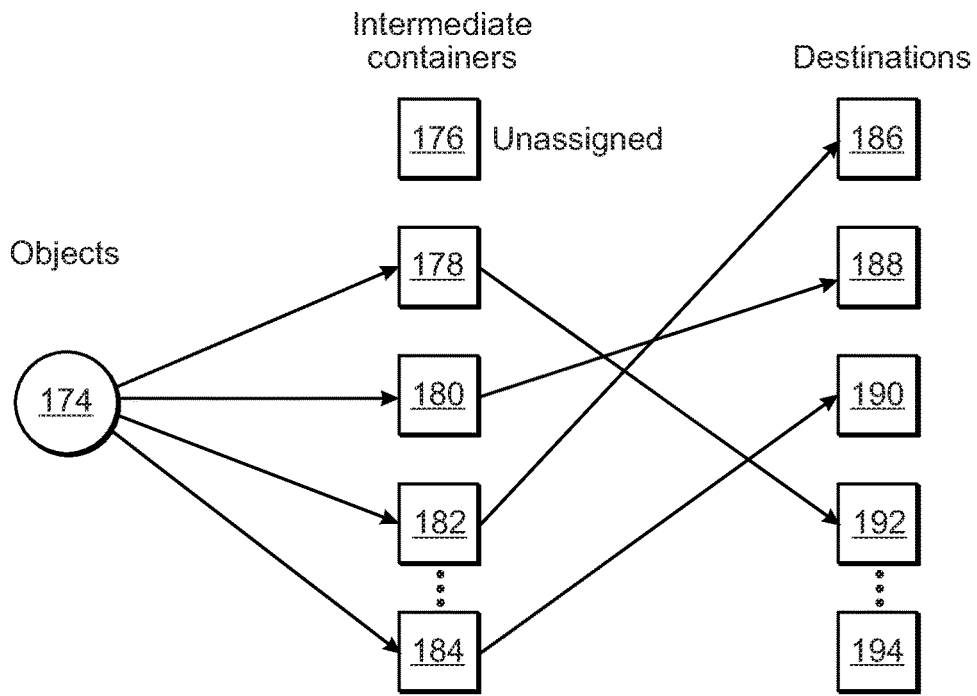 Intermediate
containers
Destinations
176 Unassigned
186
Objects
178
188
174
180
190
182
192
184
194